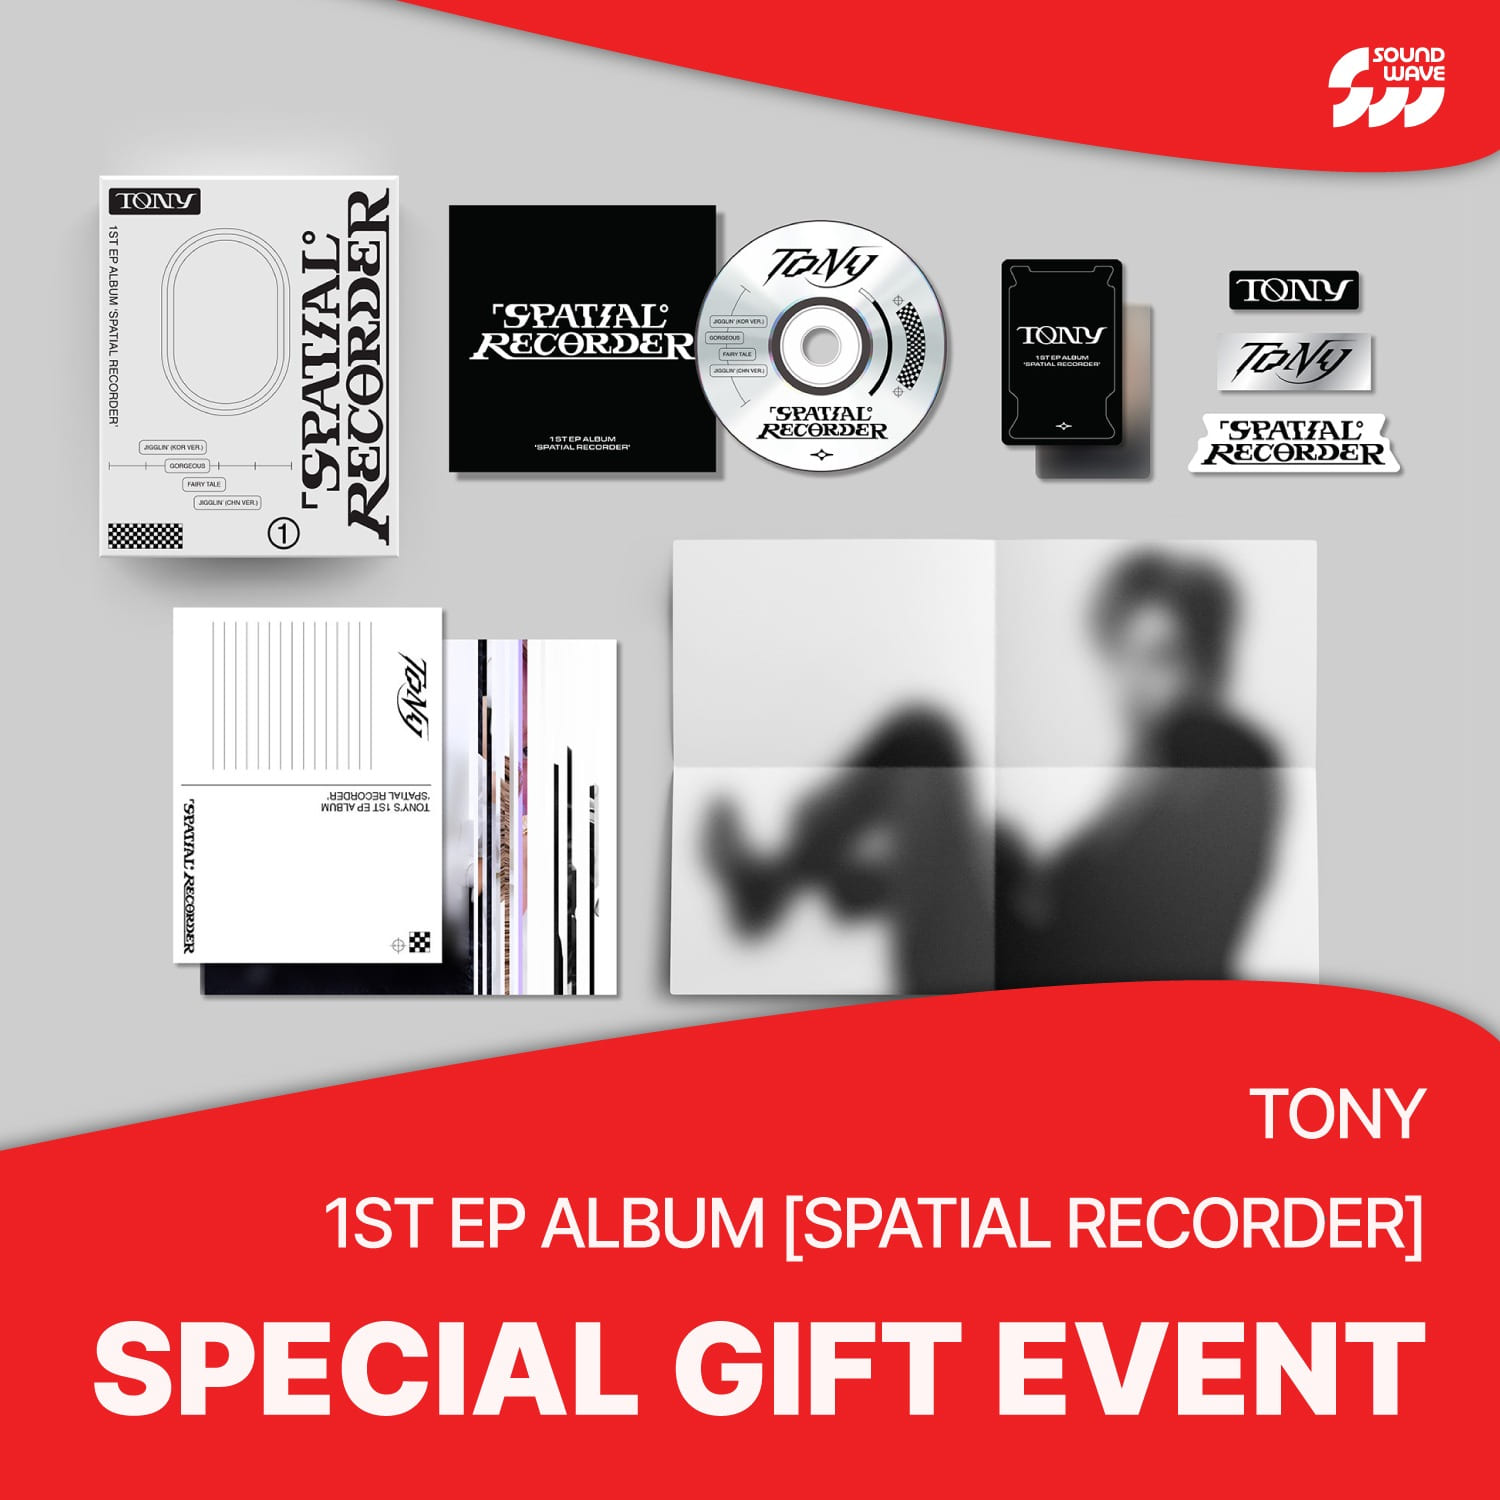 SOUND
WAVE
TONY
1ST EP ALBUM 'SPATIAL RECORDER'
「SPATIAL°
RECORDER
JIGGLIN' (KOR VER.)
GORGEOUS
FAIRY TALE
JIGGLIN' (CHN VER.)
1
「SPATIAL°
RECORDER
1ST EP ALBUM
'SPATIAL RECORDER'
TONY
JIGGLIN' (KOR VER.)
GORGEOUS
FAIRY TALE
JIGGLIN' (CHN VER.)
「SPATIAL°
RECORDER
TONY
1ST EP ALBUM
'SPATIAL RECORDER'
TONY
TONY
「SPATIAL°
RECORDER
TONY
TONY'S 1ST EP ALBUM
'SPATIAL RECORDER'
「SPATIAL° RECORDER
TONY
1ST EP ALBUM [SPATIAL RECORDER]
SPECIAL GIFT EVENT